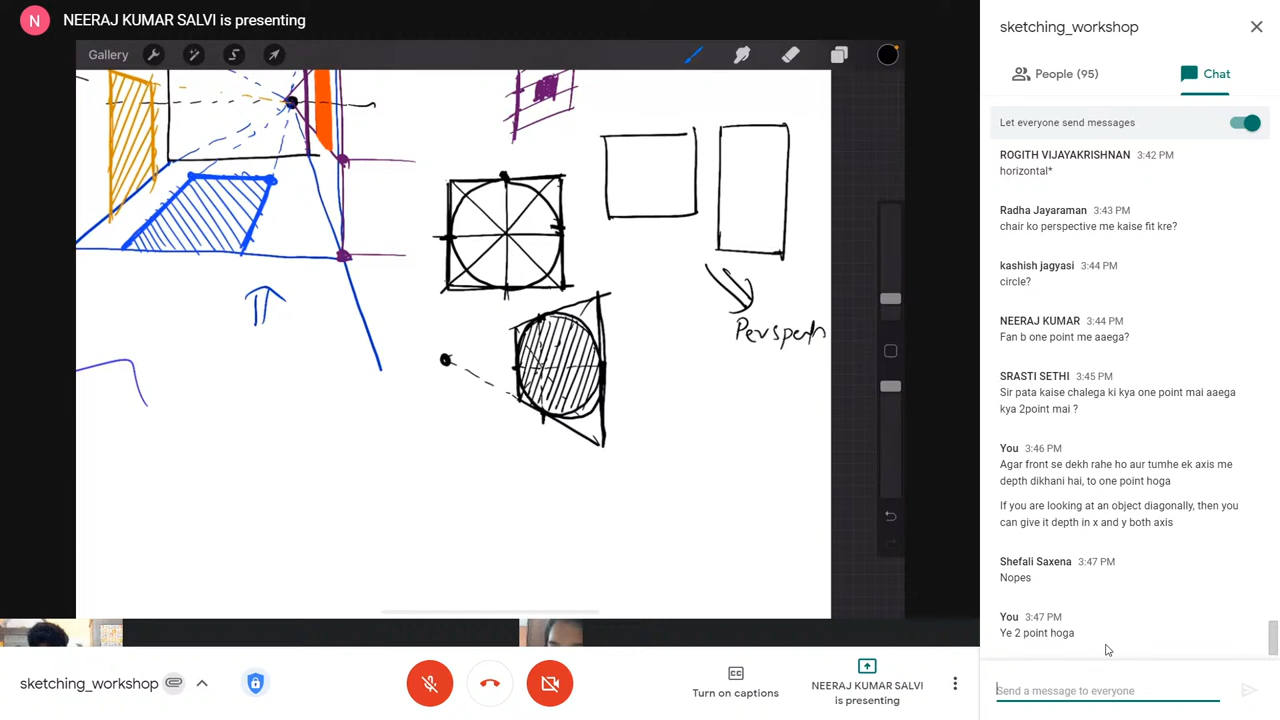 N
NEERAJ KUMAR SALVI is presenting
Gallery
sketching_workshop
People (95)
Chat
Let everyone send messages
ROGITH VIJAYAKRISHNAN 3:42 PM
horizontal*
Radha Jayaraman 3:43 PM
chair ko perspective me kaise fit kre?
kashish jagyasi 3:44 PM
circle?
NEERAJ KUMAR 3:44 PM
Fan b one point me aaega?
SRASTI SETHI 3:45 PM
Sir pata kaise chalega ki kya one point mai aaega
kya 2point mai ?
You 3:46 PM
Agar front se dekh rahe ho aur tumhe ek axis me
depth dikhani hai, to one point hoga
If you are looking at an object diagonally, then you
can give it depth in x and y both axis
Shefali Saxena 3:47 PM
Nopes
You 3:47 PM
Ye 2 point hoga
Send a message to everyone
sketching_workshop
Turn on captions
NEERAJ KUMAR SALVI
is presenting